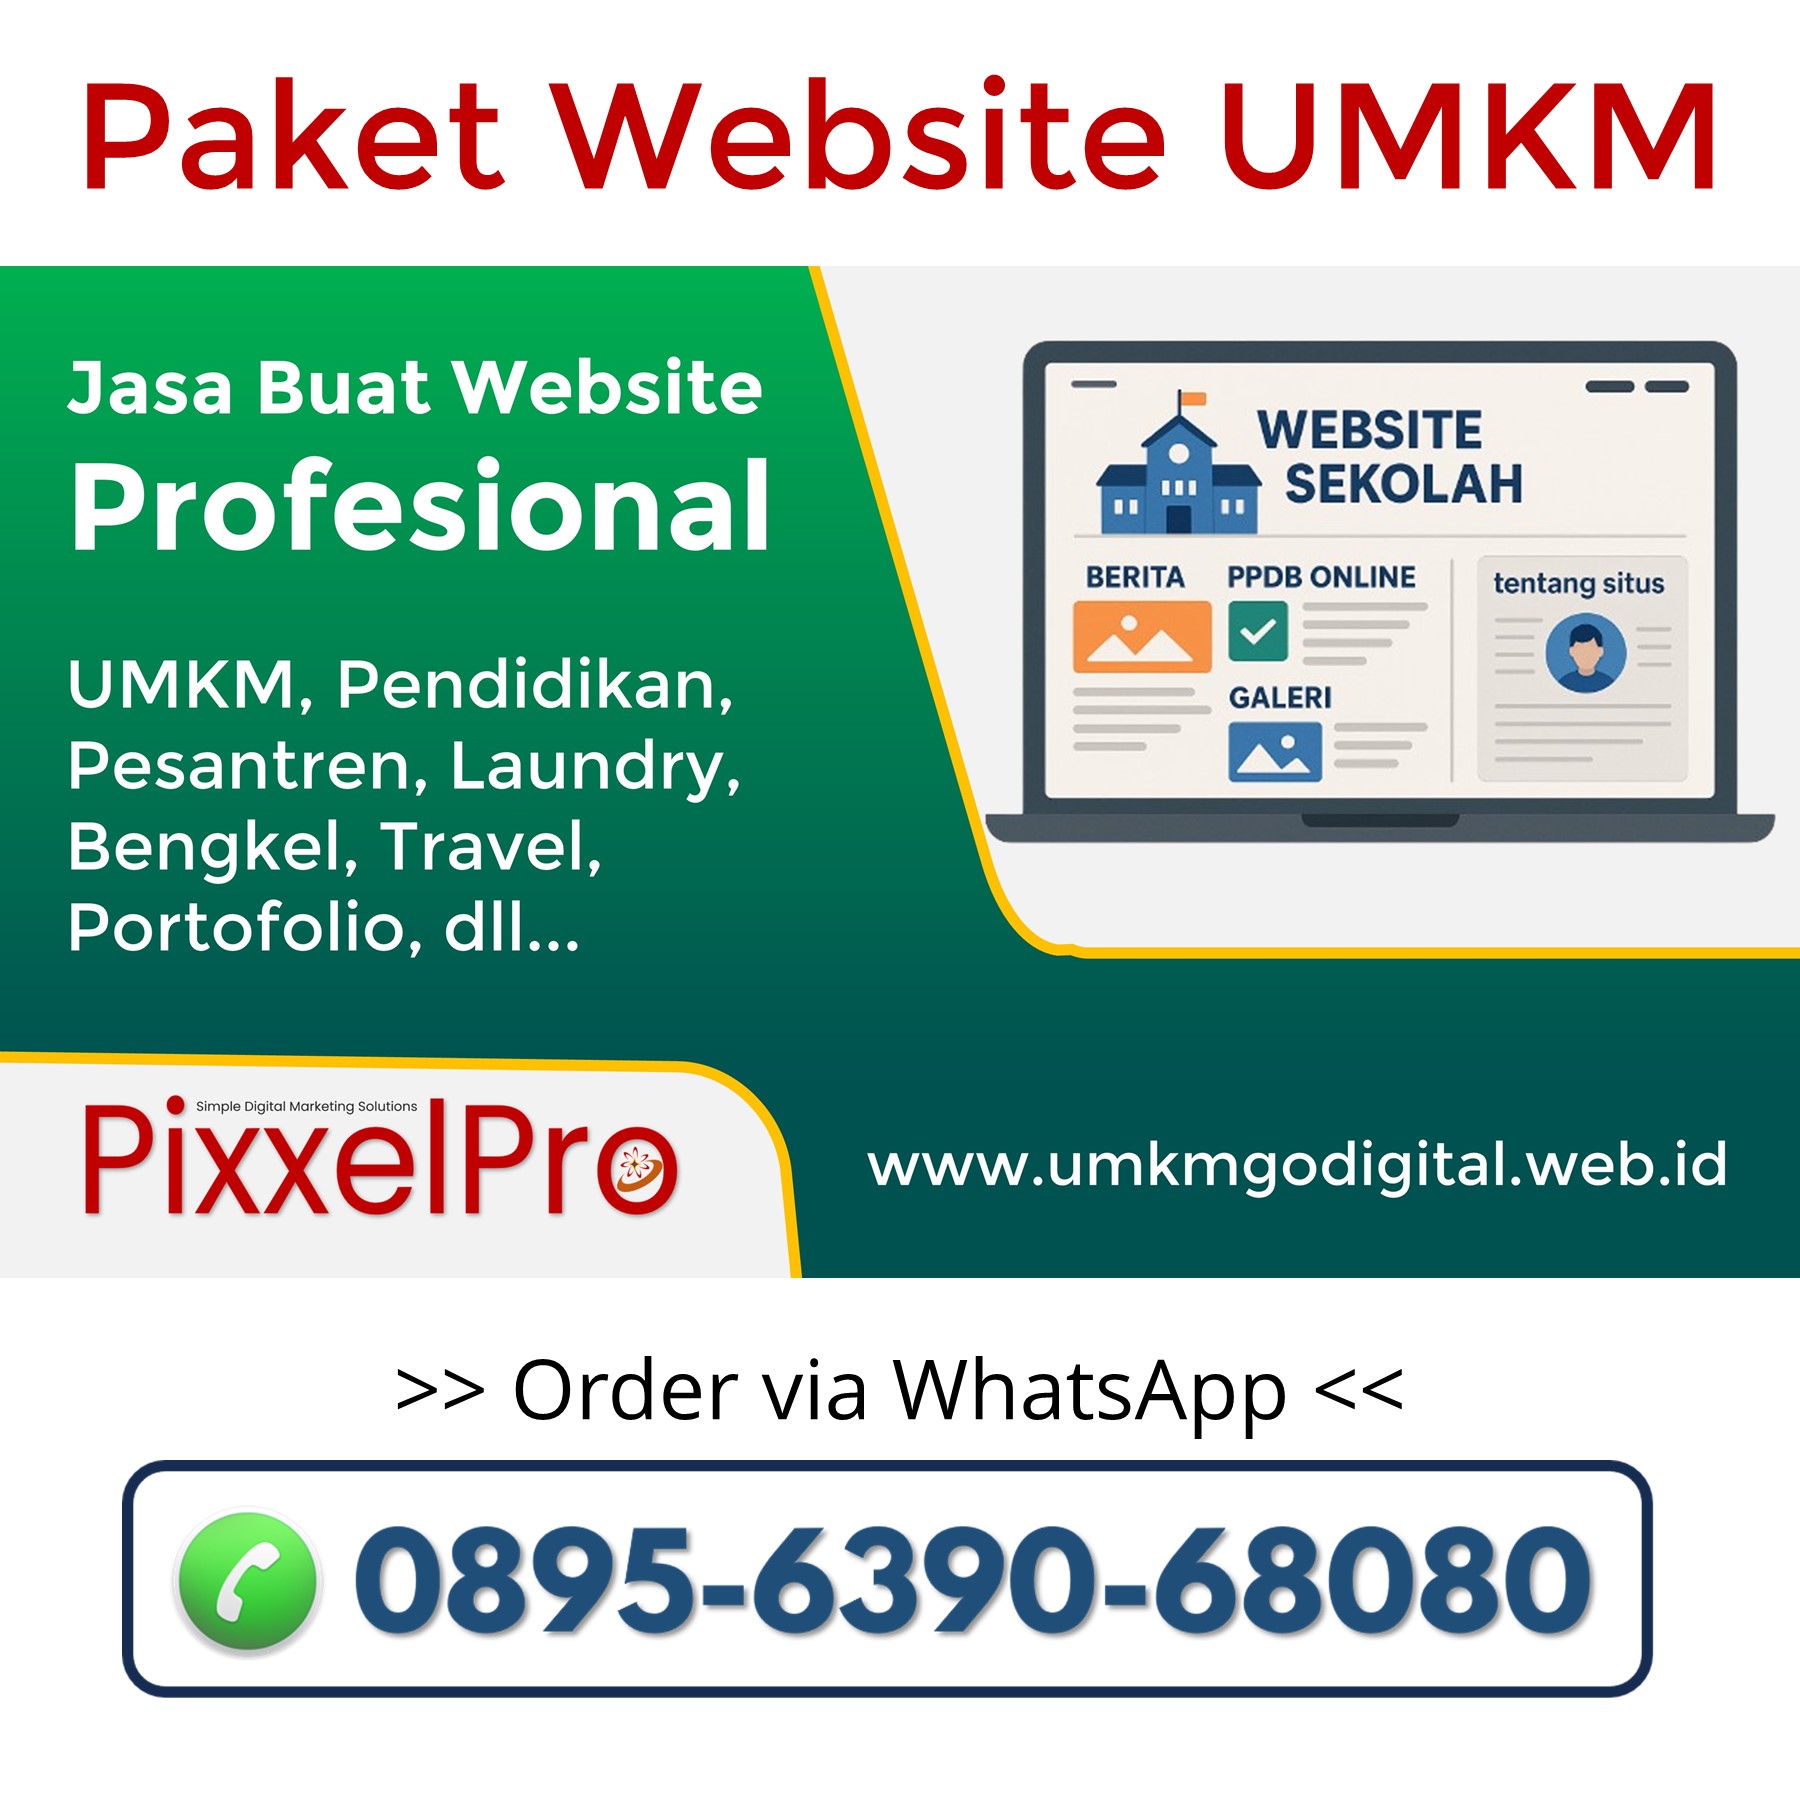 Paket Website UMKM
Jasa Buat Website
Profesional
UMKM, Pendidikan,
Pesantren, Laundry,
Bengkel, Travel,
Portofolio, dll...
WEBSITE
SEKOLAH
BERITA
PPDB ONLINE
GALERI
tentang situs
Simple Digital Marketing Solutions
PixxelPro
www.umkmgodigital.web.id
>> Order via WhatsApp <<
0895-6390-68080